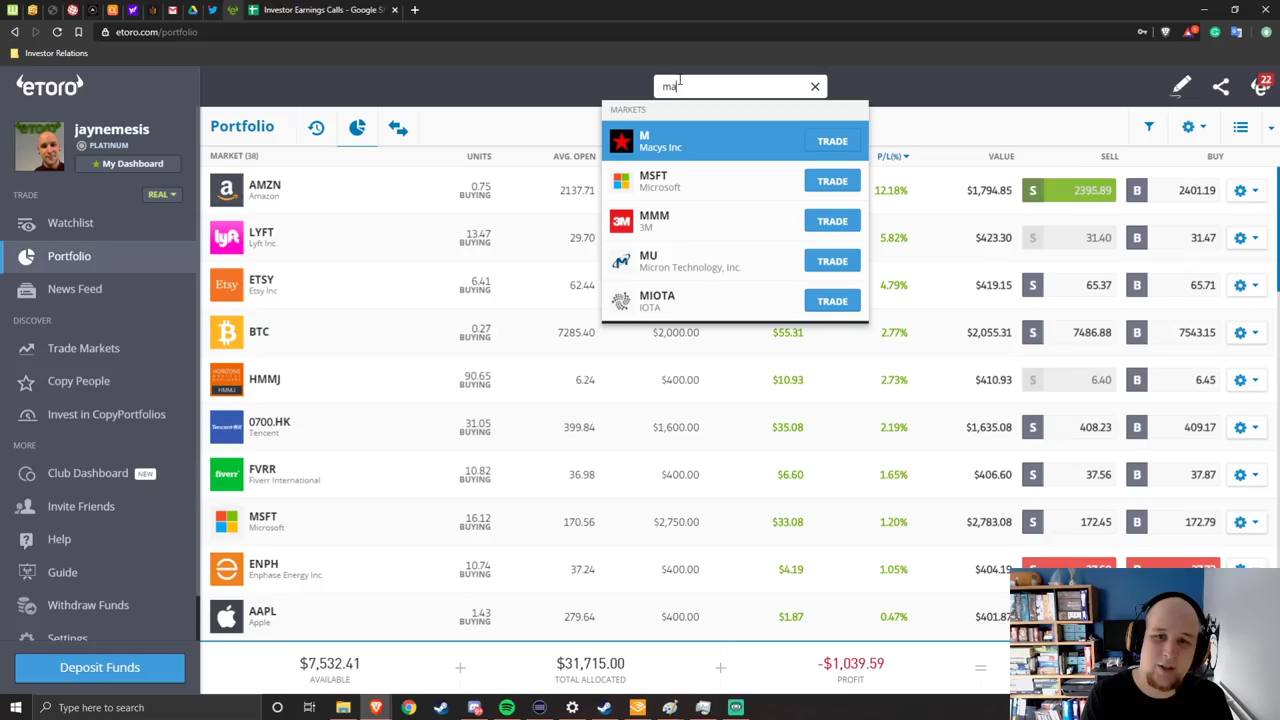 Investor Earnings Calls - Google S
etoro.com/portfolio
Investor Relations
etoro
ma
22
MARKETS
M
Macys Inc
TRADE
MSFT
Microsoft
TRADE
MMM
3M
TRADE
MU
Micron Technology, Inc.
TRADE
MIOTA
IOTA
TRADE
jaynemesis
PLATINUM
My Dashboard
TRADE
REAL
Watchlist
Portfolio
News Feed
DISCOVER
Trade Markets
Copy People
Invest in CopyPortfolios
MORE
Club Dashboard NEW
Invite Friends
Help
Guide
Withdraw Funds
Settings
Deposit Funds
Portfolio
MARKET (38) UNITS AVG. OPEN P/L(%) VALUE SELL BUY
AMZN 0.75 2137.71 12.18% $1,794.85 S 2395.89 B 2401.19
Amazon BUYING
LYFT 13.47 29.70 5.82% $423.30 S 31.40 B 31.47
Lyft Inc. BUYING
ETSY 6.41 62.44 4.79% $419.15 S 65.37 B 65.71
Etsy Inc BUYING
BTC 0.27 7285.40 $2,000.00 $55.31 2.77% $2,055.31 S 7486.88 B 7543.15
BUYING
HMMJ 90.65 6.24 $400.00 $10.93 2.73% $410.93 S 6.40 B 6.45
BUYING
0700.HK 31.05 399.84 $1,600.00 $35.08 2.19% $1,635.08 S 408.23 B 409.17
Tencent BUYING
FVRR 10.82 36.98 $400.00 $6.60 1.65% $406.60 S 37.56 B 37.87
Fiverr International BUYING
MSFT 16.12 170.56 $2,750.00 $33.08 1.20% $2,783.08 S 172.45 B 172.79
Microsoft BUYING
ENPH 10.74 37.24 $400.00 $4.19 1.05% $404.19
Enphase Energy Inc. BUYING
AAPL 1.43 279.64 $400.00 $1.87 0.47% $401.87
Apple BUYING
$7,532.41 + $31,715.00 + -$1,039.59 =
AVAILABLE TOTAL ALLOCATED PROFIT
Type here to search